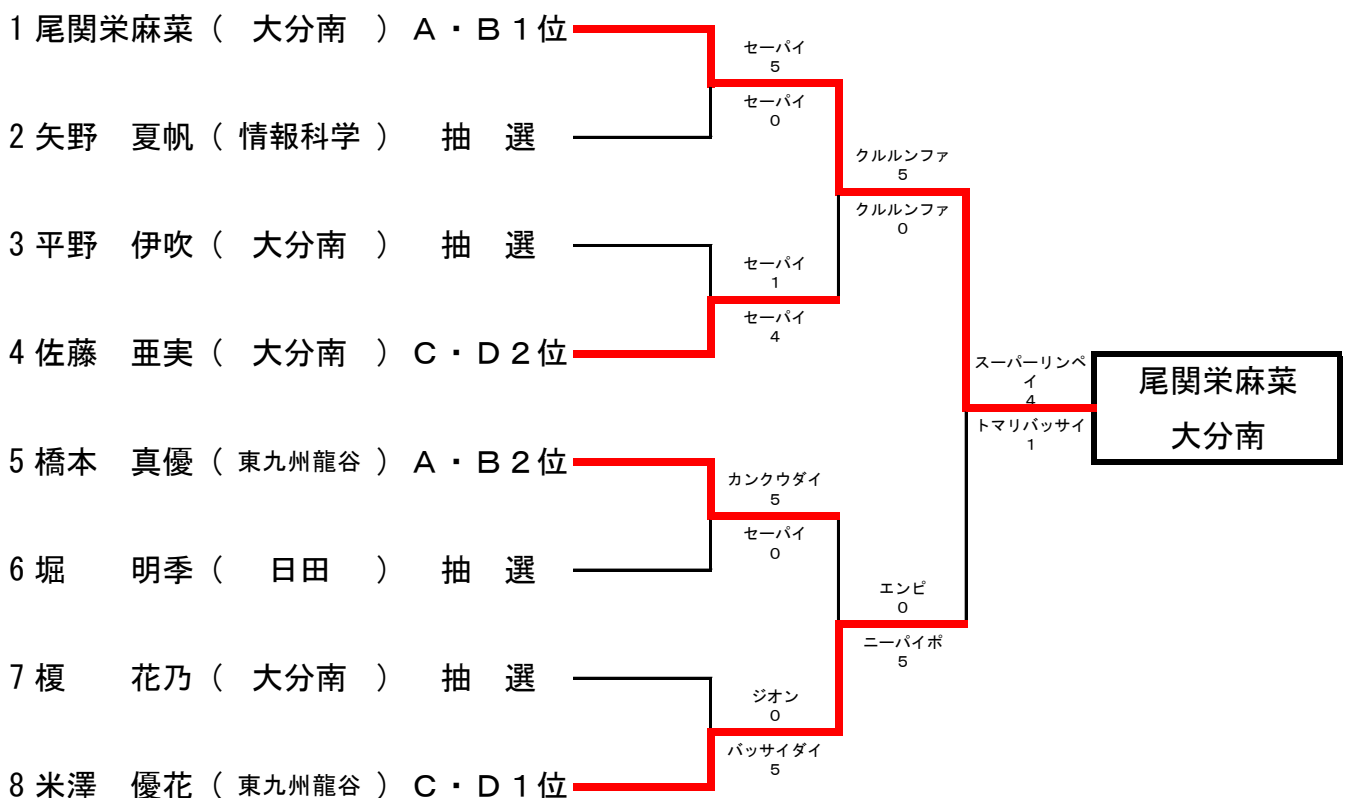 1 尾関栄麻菜 （ 大分南 ） Ａ・Ｂ１位
セーパイ
5
セーパイ
0
2 矢野 夏帆 （ 情報科学 ） 抽 選
クルルンファ
5
クルルンファ
0
3 平野 伊吹 （ 大分南 ） 抽 選
セーパイ
1
セーパイ
4
4 佐藤 亜実 （ 大分南 ） Ｃ・Ｄ２位
スーパーリンペ
イ
4
トマリバッサイ
1
尾関栄麻菜
大分南
5 橋本 真優 （ 東九州龍谷 ） Ａ・Ｂ２位
カンクウダイ
5
セーパイ
0
6 堀 明季 （ 日田 ） 抽 選
エンピ
0
ニーパイポ
5
7 榎 花乃 （ 大分南 ） 抽 選
ジオン
0
バッサイダイ
5
8 米澤 優花 （ 東九州龍谷 ） Ｃ・Ｄ１位